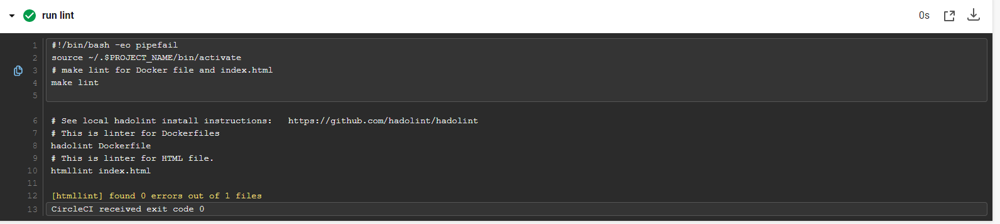 run lint
0s
1 #!/bin/bash -eo pipefail
2 source ~/.$PROJECT_NAME/bin/activate
3 # make lint for Docker file and index.html
4 make lint
5
6 # See local hadolint install instructions:   https://github.com/hadolint/hadolint
7 # This is linter for Dockerfiles
8 hadolint Dockerfile
9 # This is linter for HTML file.
10 htmllint index.html
11
12 [htmllint] found 0 errors out of 1 files
13 CircleCI received exit code 0